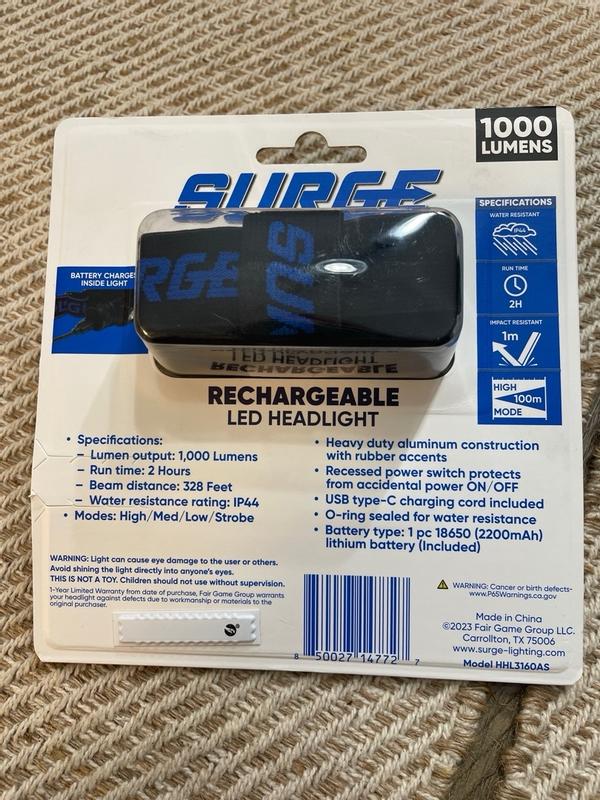 1000
LUMENS
SURGE
SPECIFICATIONS
WATER RESISTANT
IP44
RUN TIME
2H
IMPACT RESISTANT
1m
HIGH
100m
MODE
BATTERY CHARGE
INSIDE LIGHT
RGE
LED HEADLIGHT
RECHARGEABLE
RECHARGEABLE
LED HEADLIGHT
• Specifications:
– Lumen output: 1,000 Lumens
– Run time: 2 Hours
– Beam distance: 328 Feet
– Water resistance rating: IP44
• Modes: High/Med/Low/Strobe
• Heavy duty aluminum construction
with rubber accents
• Recessed power switch protects
from accidental power ON/OFF
• USB type-C charging cord included
• O-ring sealed for water resistance
• Battery type: 1 pc 18650 (2200mAh)
lithium battery (Included)
WARNING: Light can cause eye damage to the user or others.
Avoid shining the light directly into anyone's eyes.
THIS IS NOT A TOY. Children should not use without supervision.
1-Year Limited Warranty from date of purchase, Fair Game Group warrants
your headlight against defects due to workmanship or materials to the
original purchaser.
8 50027 14772 7
WARNING: Cancer or birth defects-
www.P65Warnings.ca.gov
Made in China
©2023 Fair Game Group LLC.
Carrollton, TX 75006
www.surge-lighting.com
Model HHL3160AS